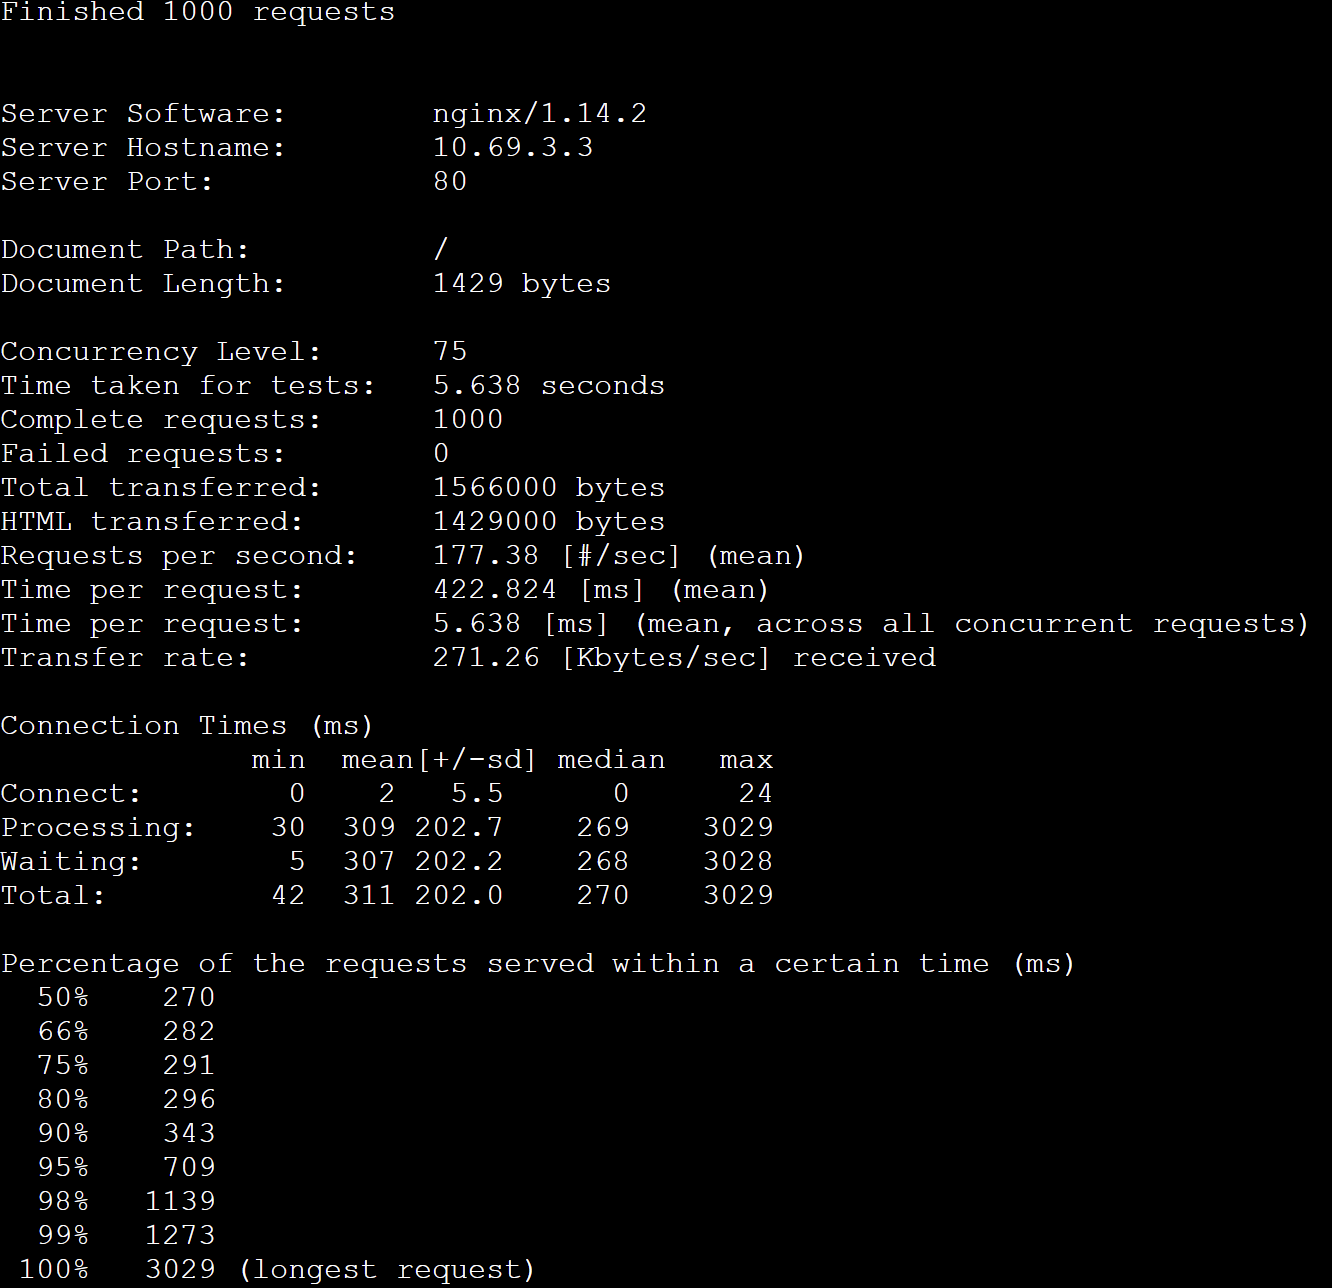 Finished 1000 requests
Server Software:        nginx/1.14.2
Server Hostname:        10.69.3.3
Server Port:            80
Document Path:          /
Document Length:        1429 bytes
Concurrency Level:      75
Time taken for tests:   5.638 seconds
Complete requests:      1000
Failed requests:        0
Total transferred:      1566000 bytes
HTML transferred:       1429000 bytes
Requests per second:    177.38 [#/sec] (mean)
Time per request:       422.824 [ms] (mean)
Time per request:       5.638 [ms] (mean, across all concurrent requests)
Transfer rate:          271.26 [Kbytes/sec] received
Connection Times (ms)
              min  mean[+/-sd] median   max
Connect:        0    2   5.5      0      24
Processing:    30  309 202.7    269    3029
Waiting:        5  307 202.2    268    3028
Total:         42  311 202.0    270    3029
Percentage of the requests served within a certain time (ms)
  50%    270
  66%    282
  75%    291
  80%    296
  90%    343
  95%    709
  98%   1139
  99%   1273
 100%   3029 (longest request)